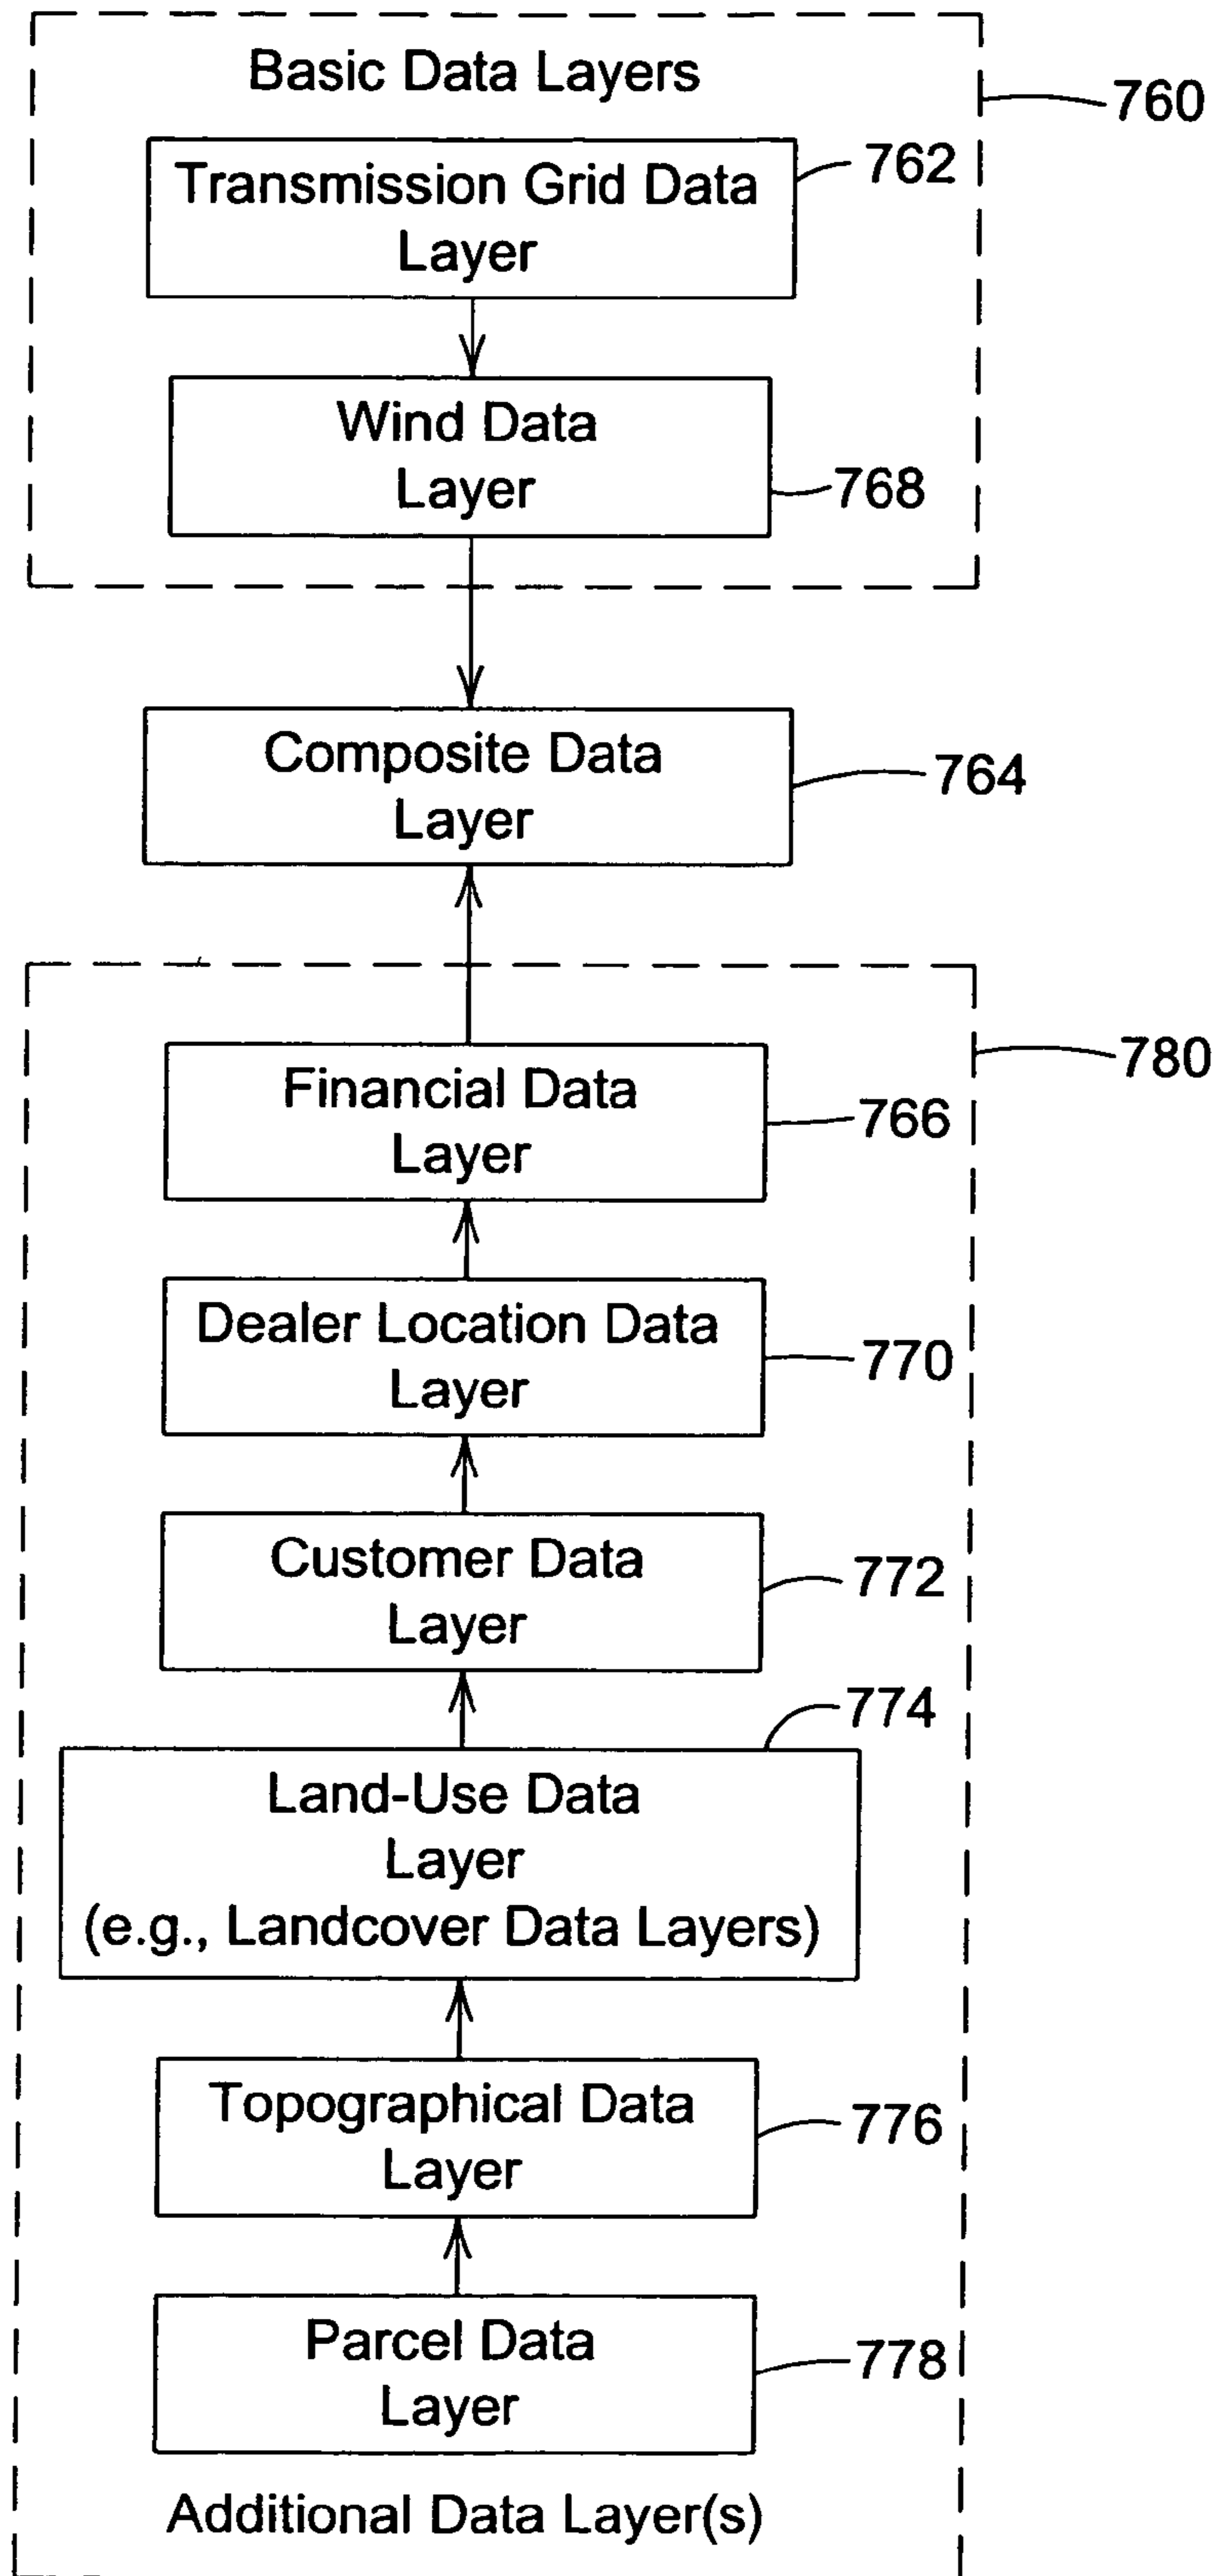 Basic Data Layers
760
Transmission Grid Data
Layer
762
Wind Data
Layer
768
Composite Data
Layer
764
780
Financial Data
Layer
766
Dealer Location Data
Layer
770
Customer Data
Layer
772
774
Land-Use Data
Layer
(e.g., Landcover Data Layers)
Topographical Data
Layer
776
Parcel Data
Layer
778
Additional Data Layer(s)